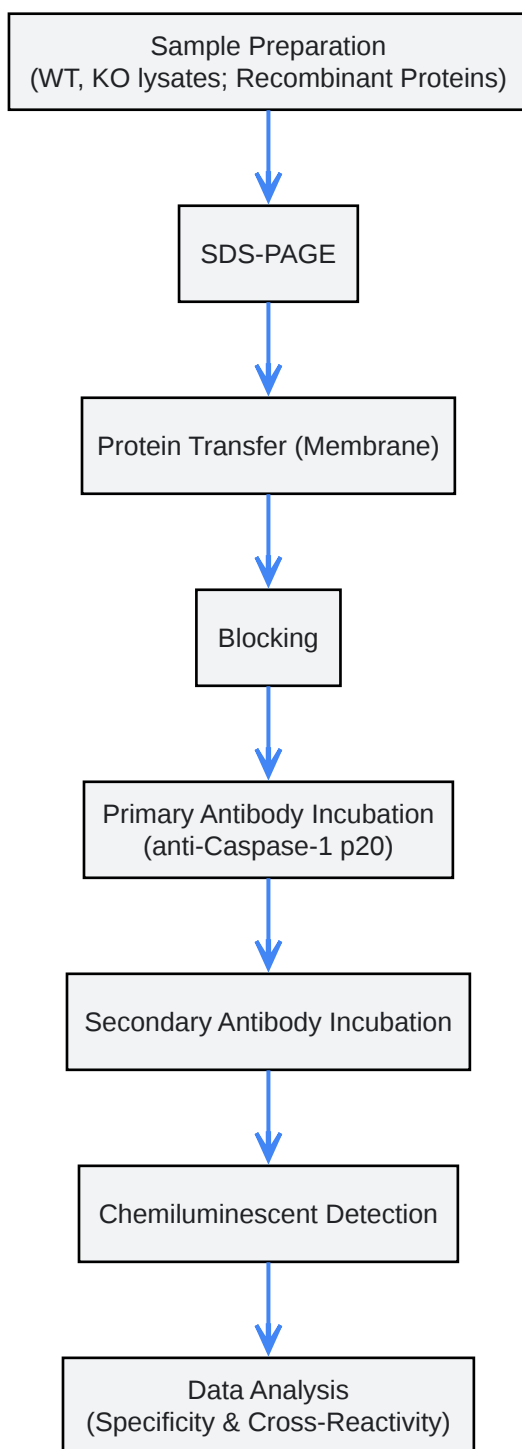 Sample Preparation
(WT, KO lysates; Recombinant Proteins)
SDS-PAGE
Protein Transfer (Membrane)
Blocking
Primary Antibody Incubation
(anti-Caspase-1 p20)
Secondary Antibody Incubation
Chemiluminescent Detection
Data Analysis
(Specificity & Cross-Reactivity)